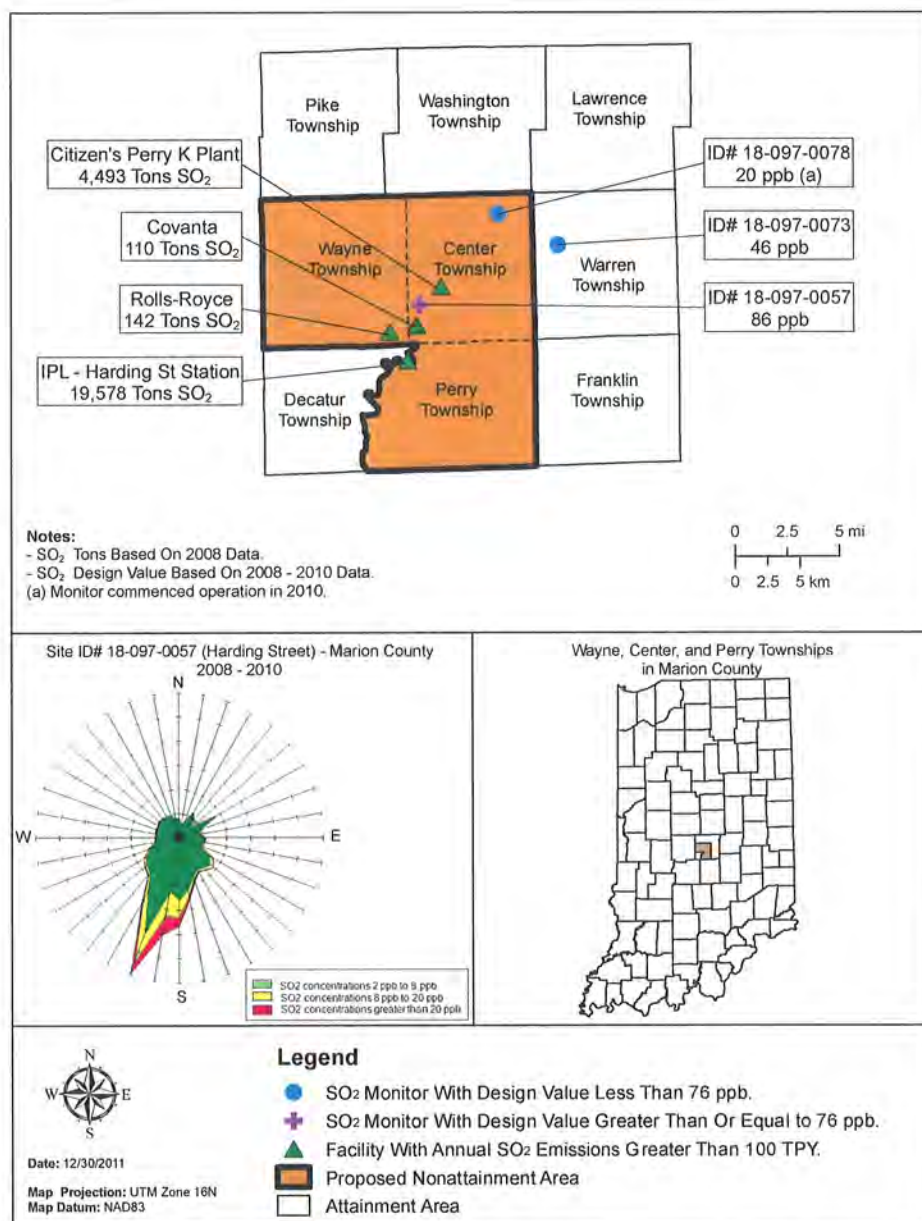 Pike
Township
Washington
Township
Lawrence
Township
Citizen's Perry K Plant
4,493 Tons SO₂
ID# 18-097-0078
20 ppb (a)
Covanta
110 Tons SO₂
Wayne
Township
Center
Township
ID# 18-097-0073
46 ppb
Warren
Township
Rolls-Royce
142 Tons SO₂
ID# 18-097-0057
86 ppb
IPL - Harding St Station
19,578 Tons SO₂
Decatur
Township
Perry
Township
Franklin
Township
Notes:
- SO₂ Tons Based On 2008 Data.
- SO₂ Design Value Based On 2008 - 2010 Data.
(a) Monitor commenced operation in 2010.
0 2.5 5 mi
0 2.5 5 km
Site ID# 18-097-0057 (Harding Street) - Marion County
2008 - 2010
N
W
E
S
SO2 concentrations 2 ppb to 8 ppb
SO2 concentrations 8 ppb to 20 ppb
SO2 concentrations greater than 20 ppb
Wayne, Center, and Perry Townships
in Marion County
N
W E
S
Date: 12/30/2011
Map Projection: UTM Zone 16N
Map Datum: NAD83
Legend
SO₂ Monitor With Design Value Less Than 76 ppb.
SO₂ Monitor With Design Value Greater Than Or Equal to 76 ppb.
Facility With Annual SO₂ Emissions Greater Than 100 TPY.
Proposed Nonattainment Area
Attainment Area